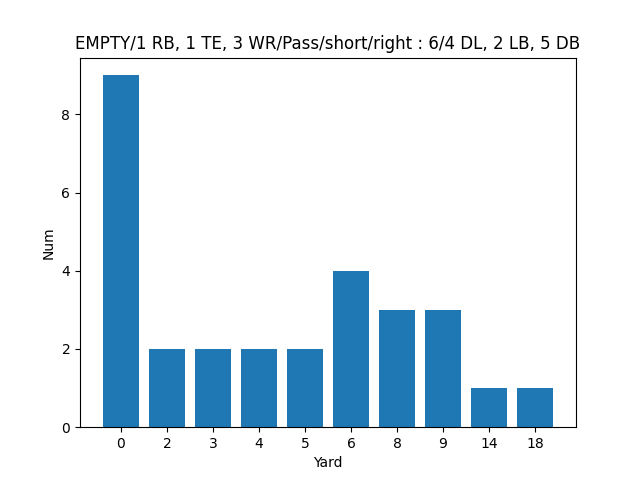 EMPTY/1 RB, 1 TE, 3 WR/Pass/short/right : 6/4 DL, 2 LB, 5 DB
8
6
4
2
0
Num
0 2 3 4 5 6 8 9 14 18
Yard